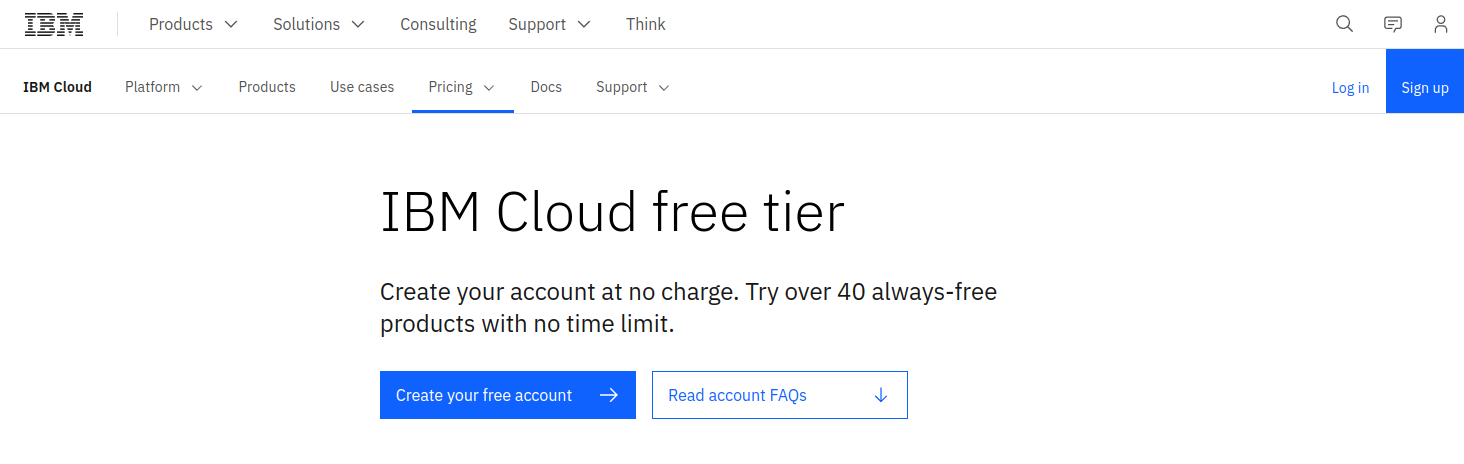 IBM Products Solutions Consulting Support Think
IBM Cloud Platform Products Use cases Pricing Docs Support Log in Sign up
IBM Cloud free tier
Create your account at no charge. Try over 40 always-free
products with no time limit.
Create your free account Read account FAQs